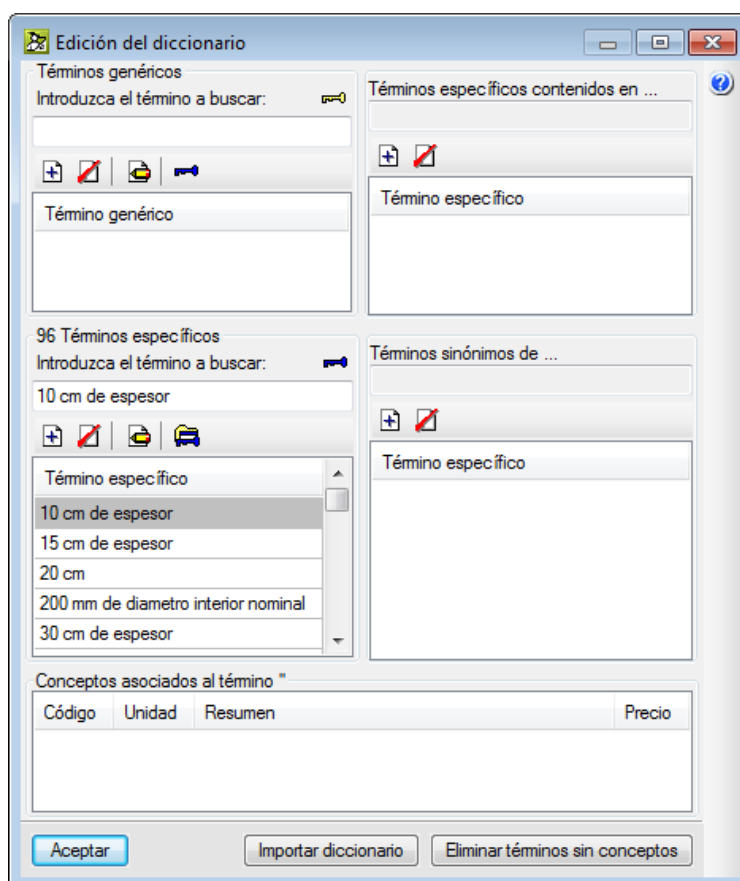 Edición del diccionario
Términos genéricos
Introduzca el término a buscar:
Término genérico
Términos específicos contenidos en ...
Término específico
96 Términos específicos
Introduzca el término a buscar:
10 cm de espesor
Término específico
10 cm de espesor
15 cm de espesor
20 cm
200 mm de diametro interior nominal
30 cm de espesor
Términos sinónimos de ...
Término específico
Conceptos asociados al término "
Código Unidad Resumen Precio
Aceptar Importar diccionario Eliminar términos sin conceptos